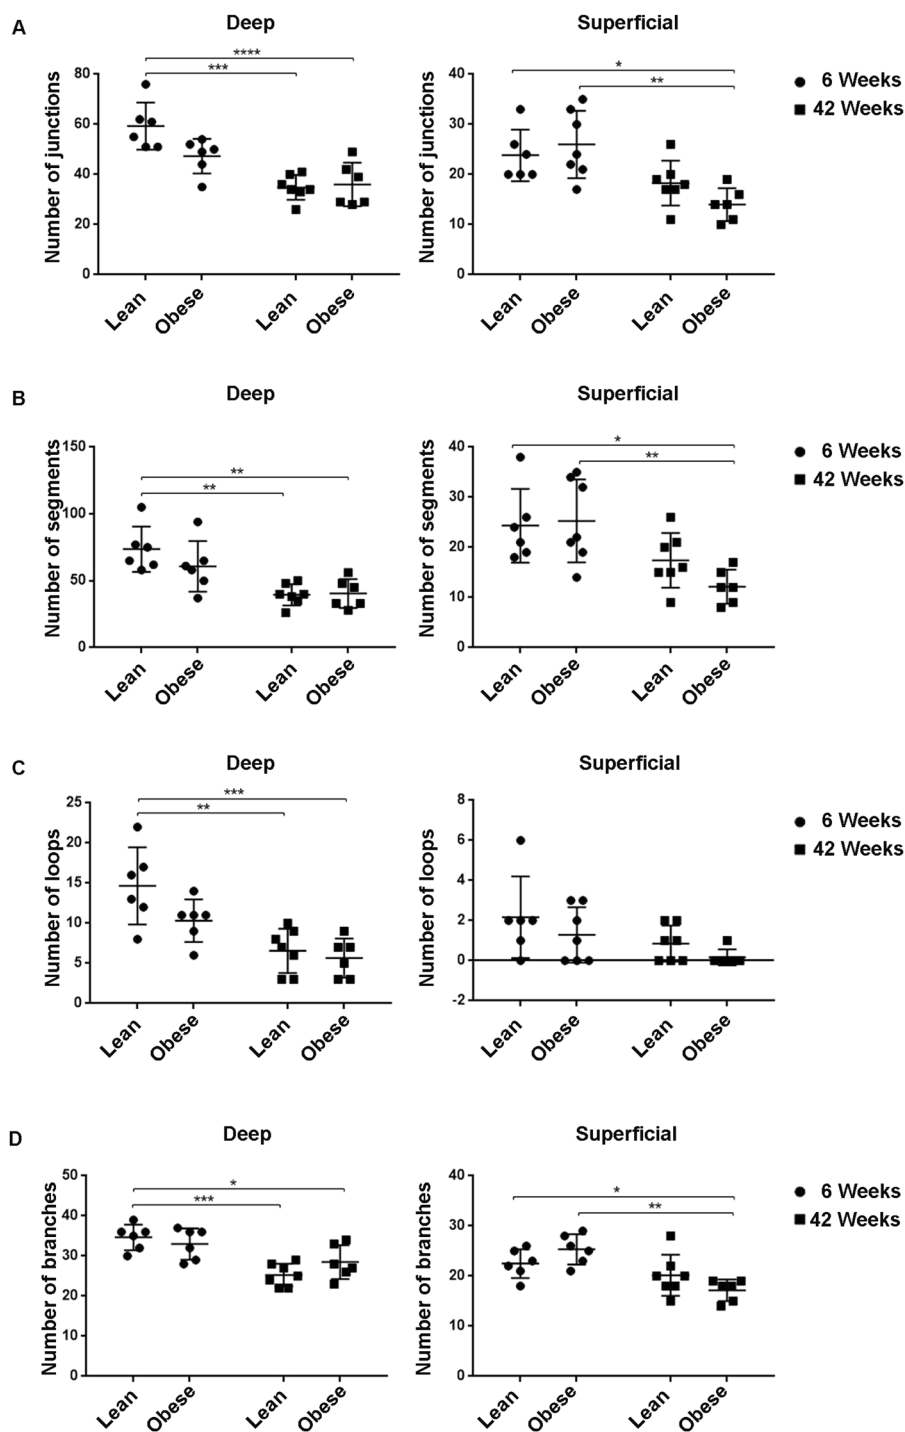 A
Deep
Superficial
Number of junctions
80
60
40
20
0
****
***
Lean
Obese
Lean
Obese
Number of junctions
40
30
20
10
0
*
**
Lean
Obese
Lean
Obese
6 Weeks
42 Weeks
B
Deep
Superficial
Number of segments
150
100
50
0
**
**
Lean
Obese
Lean
Obese
Number of segments
40
30
20
10
0
*
**
Lean
Obese
Lean
Obese
6 Weeks
42 Weeks
C
Deep
Superficial
Number of loops
25
20
15
10
5
0
***
**
Lean
Obese
Lean
Obese
Number of loops
8
6
4
2
0
-2
Lean
Obese
Lean
Obese
6 Weeks
42 Weeks
D
Deep
Superficial
Number of branches
50
40
30
20
10
0
*
***
Lean
Obese
Lean
Obese
Number of branches
40
30
20
10
0
*
**
Lean
Obese
Lean
Obese
6 Weeks
42 Weeks